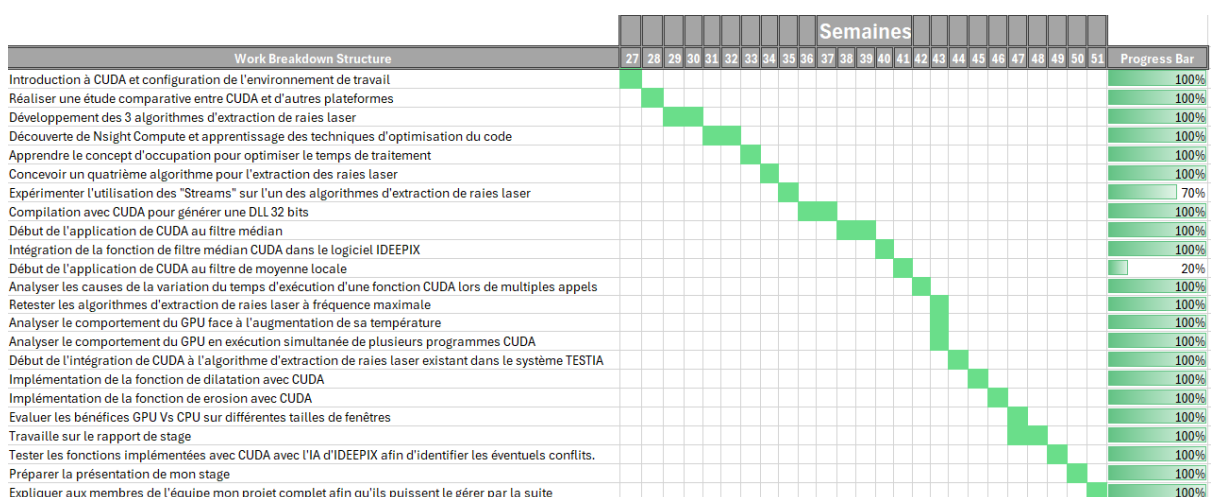 Semaines
Work Breakdown Structure 27 28 29 30 31 32 33 34 35 36 37 38 39 40 41 42 43 44 45 46 47 48 49 50 51 Progress Bar
Introduction à CUDA et configuration de l'environnement de travail 100%
Réaliser une étude comparative entre CUDA et d'autres plateformes 100%
Développement des 3 algorithmes d'extraction de raies laser 100%
Découverte de Nsight Compute et apprentissage des techniques d'optimisation du code 100%
Apprendre le concept d'occupation pour optimiser le temps de traitement 100%
Concevoir un quatrième algorithme pour l'extraction des raies laser 100%
Expérimenter l'utilisation des "Streams" sur l'un des algorithmes d'extraction de raies laser 70%
Compilation avec CUDA pour générer une DLL 32 bits 100%
Début de l'application de CUDA au filtre médian 100%
Intégration de la fonction de filtre médian CUDA dans le logiciel IDEEPIX 100%
Début de l'application de CUDA au filtre de moyenne locale 20%
Analyser les causes de la variation du temps d'exécution d'une fonction CUDA lors de multiples appels 100%
Retester les algorithmes d'extraction de raies laser à fréquence maximale 100%
Analyser le comportement du GPU face à l'augmentation de sa température 100%
Analyser le comportement du GPU en exécution simultanée de plusieurs programmes CUDA 100%
Début de l'intégration de CUDA à l'algorithme d'extraction de raies laser existant dans le système TESTIA 100%
Implémentation de la fonction de dilatation avec CUDA 100%
Implémentation de la fonction de erosion avec CUDA 100%
Evaluer les bénéfices GPU Vs CPU sur différentes tailles de fenêtres 100%
Travaille sur le rapport de stage 100%
Tester les fonctions implémentées avec CUDA avec l'IA d'IDEEPIX afin d'identifier les éventuels conflits. 100%
Préparer la présentation de mon stage 100%
Expliquer aux membres de l'équipe mon projet complet afin qu'ils puissent le gérer par la suite 100%